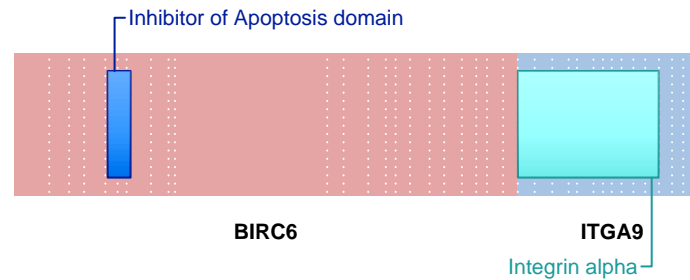 Inhibitor of Apoptosis domain
BIRC6
ITGA9
Integrin alpha